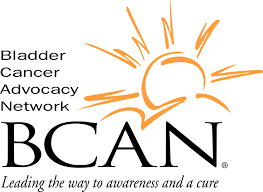 Bladder
Cancer
Advocacy
Network
BCAN®
Leading the way to awareness and a cure